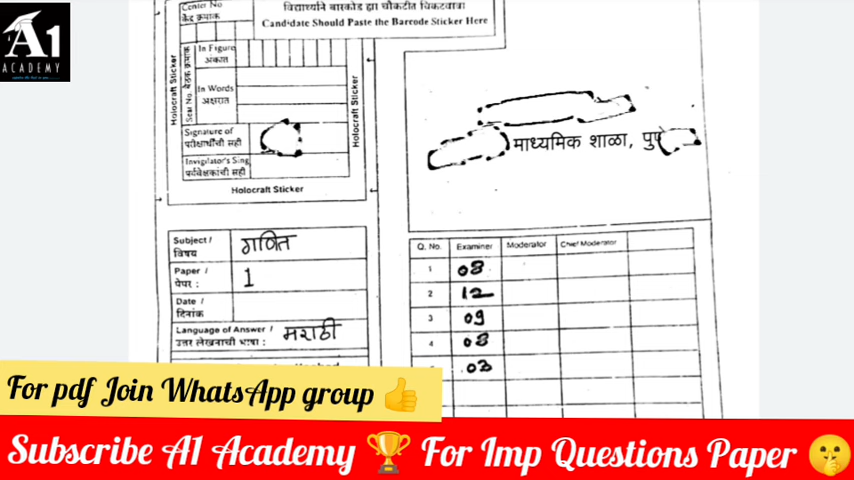 A1
ACADEMY
Center No
केंद्र क्रमांक
विद्यार्थ्याने बारकोड ह्या चौकटीत चिकटवावा
Candidate Should Paste the Barcode Sticker Here
Holocraft Sticker
Seat No. बैठक क्रमांक
In Figure
अंकात
In Words
अक्षरात
Signature of
परीक्षार्थीची सही
Invigilator's Sing
पर्यवेक्षकांची सही
Holocraft Sticker
Holocraft Sticker
माध्यमिक शाळा,
Subject / विषय गणित
Paper / पेपर : 1
Date / दिनांक
Language of Answer / मराठी
उत्तर लेखनाची भाषा :
Q. No. Examiner Moderator Chief Moderator
1 08
2 12
3 09
4 08
03
For pdf Join WhatsApp group 👍
Subscribe A1 Academy 🏆 For Imp Questions Paper 🤫